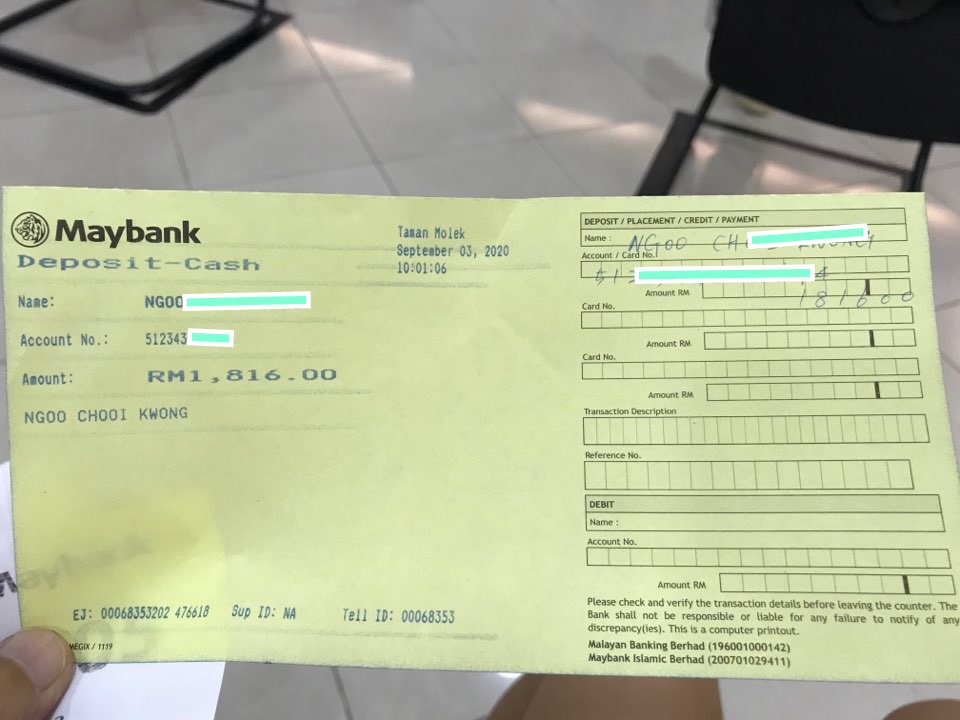 Maybank
Deposit-Cash
Taman Molek
September 03, 2020
10:01:06
Name: NGOO
Account No.: 512343
Amount: RM1,816.00
NGOO CHOOI KWONG
EJ: 00068353202 476618 Sup ID: NA Tell ID: 00068353
MEGIX / 1119
DEPOSIT / PLACEMENT / CREDIT / PAYMENT
Name : NGOO CH
Account / Card No.
512 4
Amount RM 181600
Card No.
Amount RM
Card No.
Amount RM
Transaction Description
Reference No.
DEBIT
Name :
Account No.
Amount RM
Please check and verify the transaction details before leaving the counter. The
Bank shall not be responsible or liable for any failure to notify of any
discrepancy(ies). This is a computer printout.
Malayan Banking Berhad (196001000142)
Maybank Islamic Berhad (200701029411)